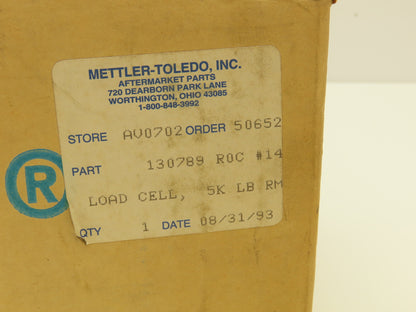 METTLER-TOLEDO, INC.
AFTERMARKET PARTS
720 DEARBORN PARK LANE
WORTHINGTON, OHIO 43085
1-800-848-3992
STORE AV0702 ORDER 50652
PART 130789 ROC #14
LOAD CELL, 5K LB RM
QTY 1 DATE 08/31/93
®